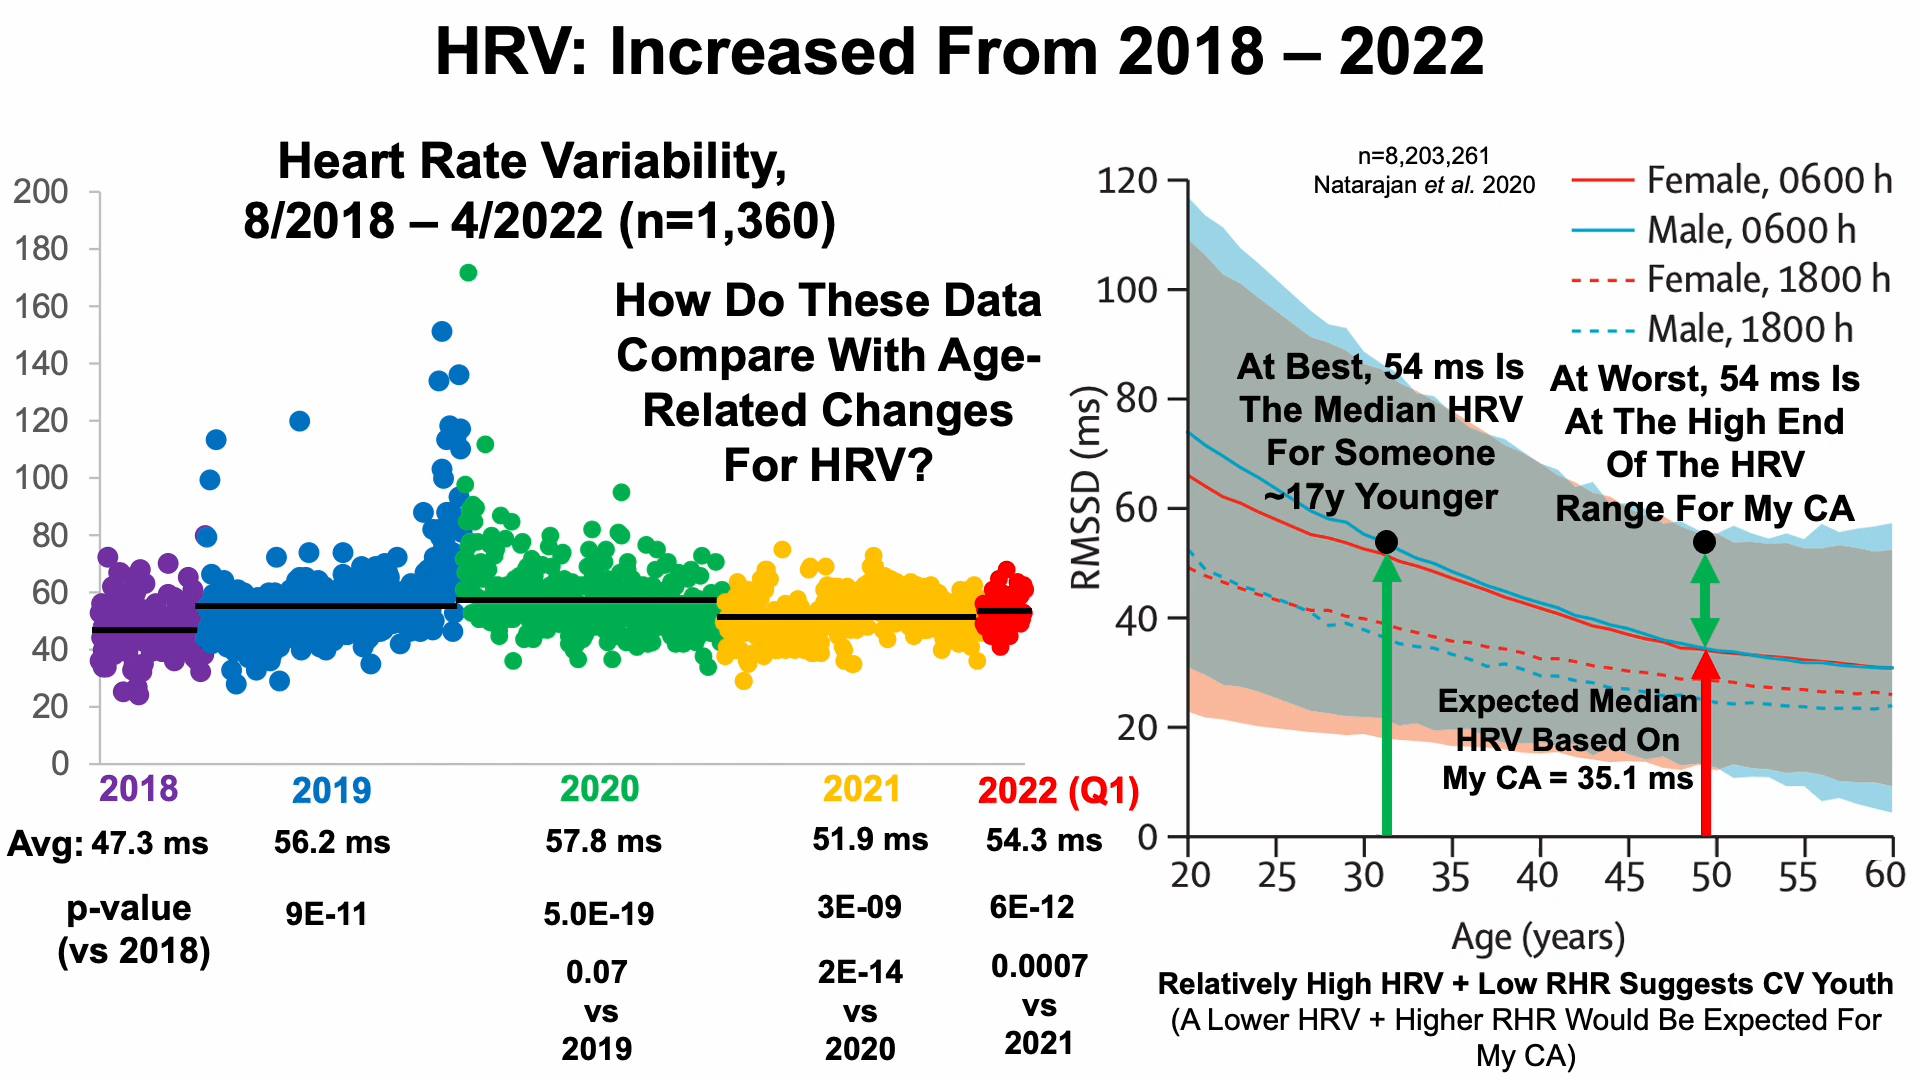 HRV: Increased From 2018 – 2022
Heart Rate Variability,
8/2018 – 4/2022 (n=1,360)
How Do These Data
Compare With Age-
Related Changes
For HRV?
200
180
160
140
120
100
80
60
40
20
0
2018
2019
2020
2021
2022 (Q1)
Avg: 47.3 ms
56.2 ms
57.8 ms
51.9 ms
54.3 ms
p-value
(vs 2018)
9E-11
5.0E-19
3E-09
6E-12
0.07
vs
2019
2E-14
vs
2020
0.0007
vs
2021
n=8,203,261
Natarajan et al. 2020
Female, 0600 h
Male, 0600 h
Female, 1800 h
Male, 1800 h
RMSSD (ms)
120
100
80
60
40
20
0
At Best, 54 ms Is
The Median HRV
For Someone
~17y Younger
At Worst, 54 ms Is
At The High End
Of The HRV
Range For My CA
Expected Median
HRV Based On
My CA = 35.1 ms
20
25
30
35
40
45
50
55
60
Age (years)
Relatively High HRV + Low RHR Suggests CV Youth
(A Lower HRV + Higher RHR Would Be Expected For
My CA)